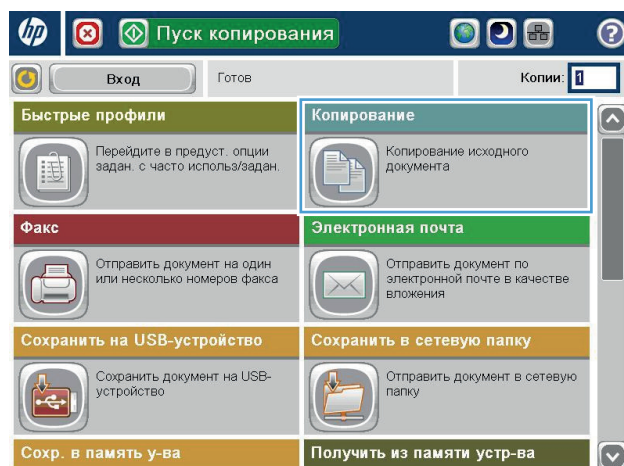 hp
Пуск копирования
?
Вход
Готов
Копии: 1
Быстрые профили
Перейдите в предуст. опции
задан. с часто использ/задан.
Копирование
Копирование исходного
документа
Факс
Отправить документ на один
или несколько номеров факса
Электронная почта
Отправить документ по
электронной почте в качестве
вложения
Сохранить на USB-устройство
Сохранить документ на USB-
устройство
Сохранить в сетевую папку
Отправить документ в сетевую
папку
Сохр. в память у-ва
Получить из памяти устр-ва